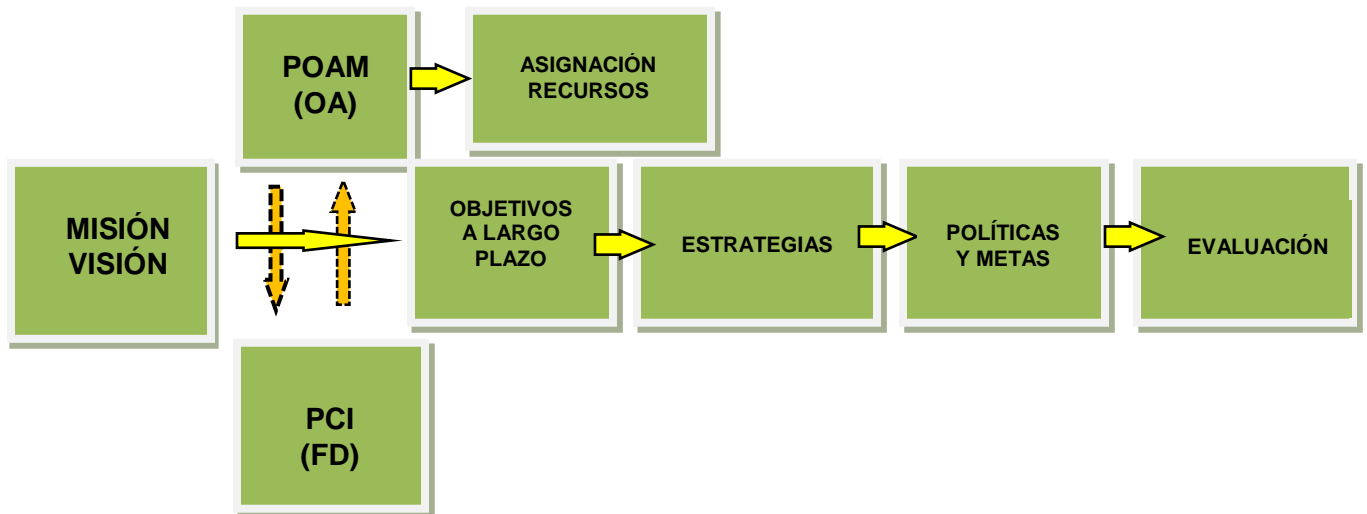 POAM
(OA)
ASIGNACIÓN
RECURSOS
MISIÓN
VISIÓN
OBJETIVOS
A LARGO
PLAZO
ESTRATEGIAS
POLÍTICAS
Y METAS
EVALUACIÓN
PCI
(FD)